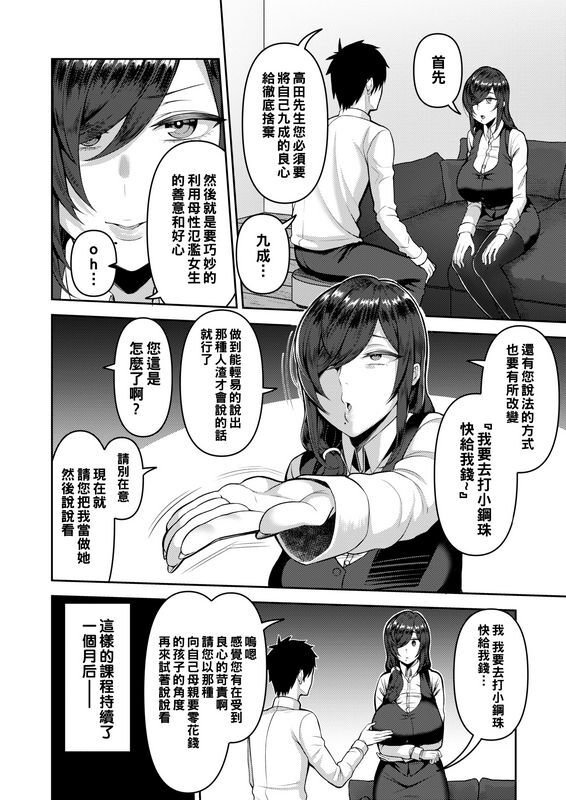 首先
高田先生您必須要
將自己九成的良心
給徹底捨棄
九成…
然後就是要巧妙的
利用母性氾濫女生
的善意和好心
oh…
還有您說法的方式
也要有所改變
『我要去打小鋼珠
快給我錢~』
做到能輕易的說出
那種人渣才會說的話
就行了
您這是
怎麼了啊?
請別在意
現在就
請您把我當做她
然後說說看
我 我要去打小鋼珠
快給我錢…
嗚嗯
感覺您有在受到
良心的苛責啊
請您以那種
向自己母親要零花錢
的孩子的角度
再來試著說說看
這樣的課程持續了
一個月后——